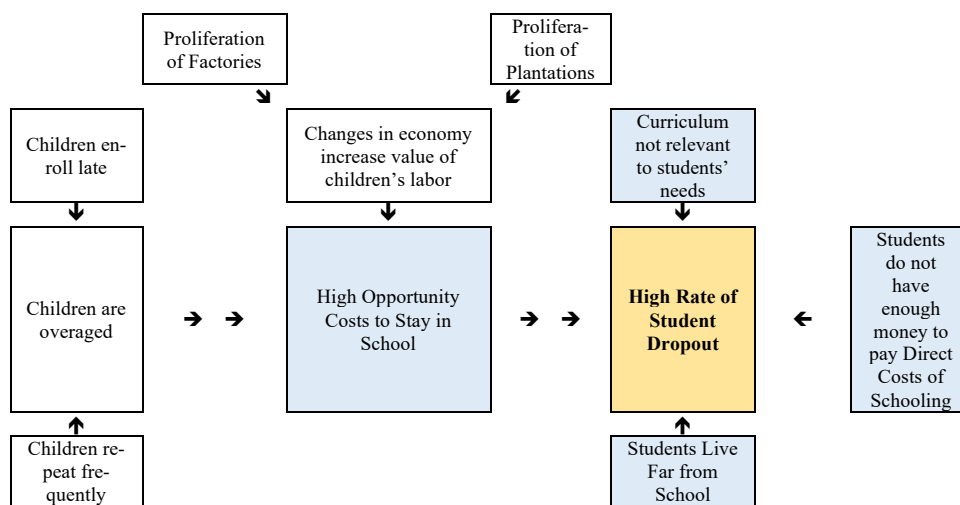 Proliferation
of Factories
Prolifera-
tion of
Plantations
Children en-
roll late
Changes in economy
increase value of
children’s labor
Curriculum
not relevant
to students’
needs
Children are
overaged
High Opportunity
Costs to Stay in
School
High Rate of
Student
Dropout
Students
do not
have
enough
money to
pay Direct
Costs of
Schooling
Children re-
peat fre-
quently
Students Live
Far from
School